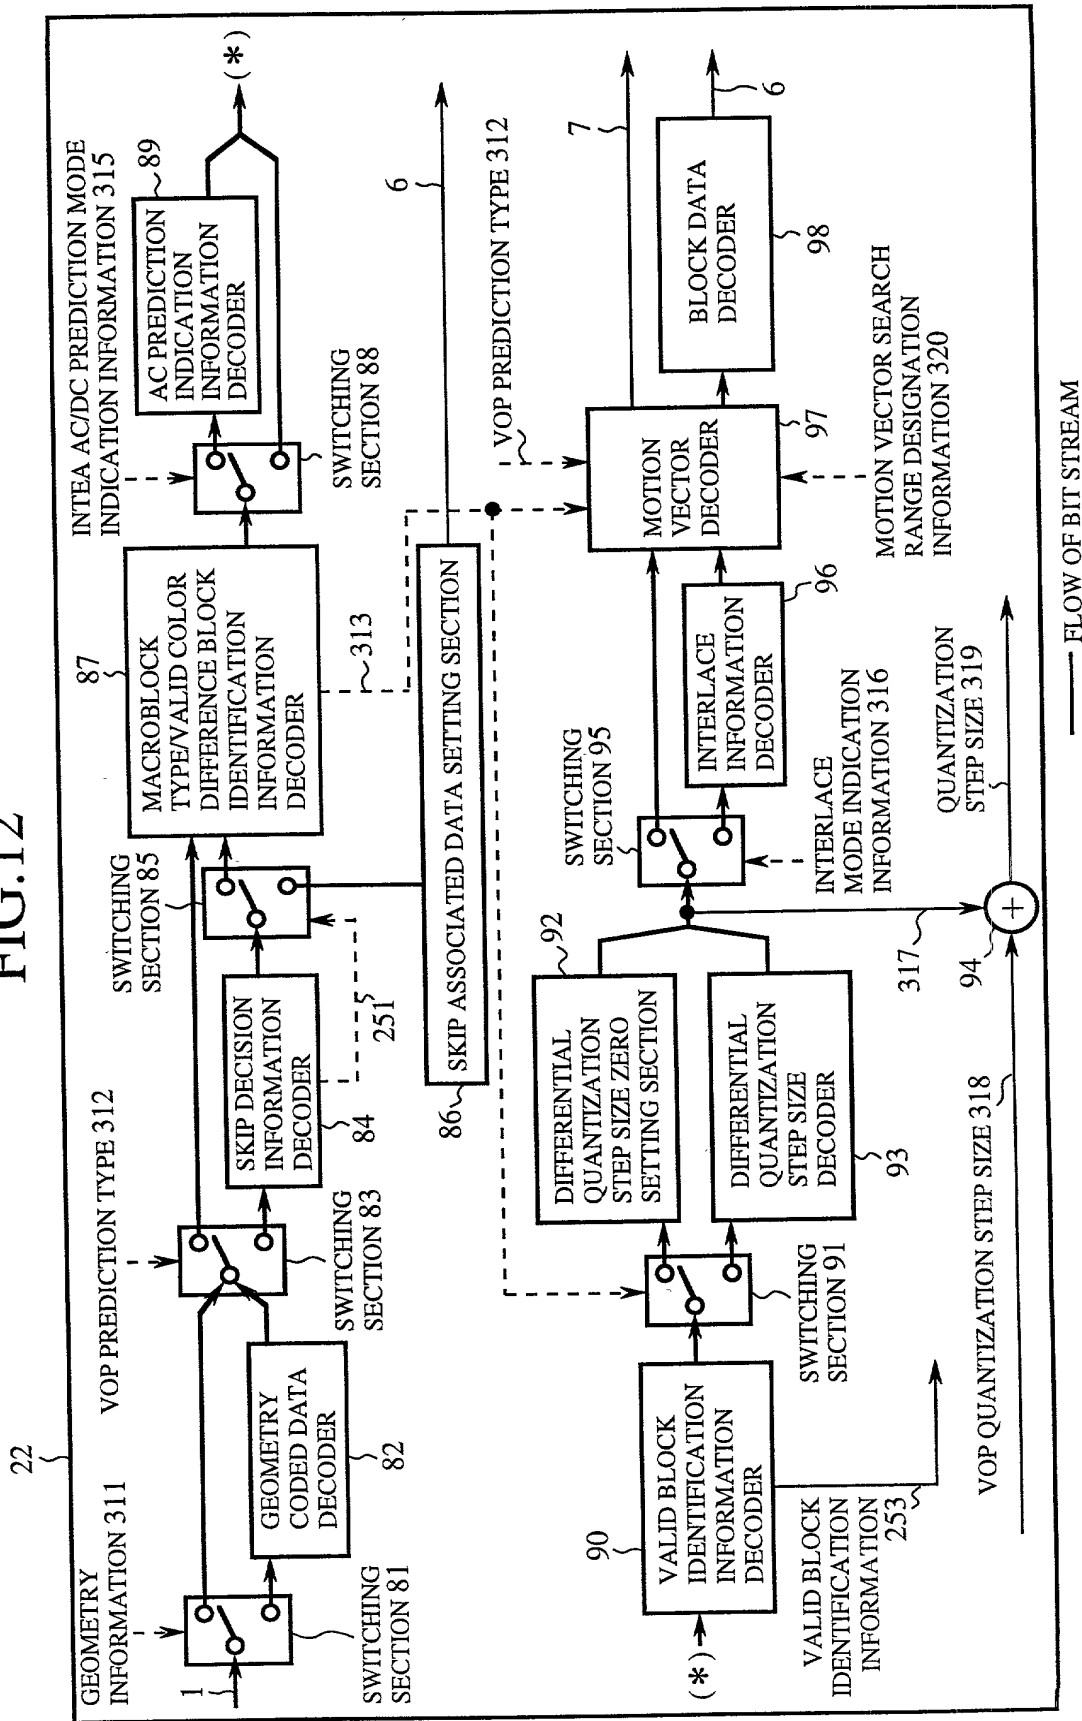 FIG.12
22
GEOMETRY
INFORMATION 311
VOP PREDICTION TYPE 312
SWITCHING
SECTION 85
87
INTEA AC/DC PREDICTION MODE
INDICATION INFORMATION 315
89
(*)
1
SWITCHING
SECTION 81
GEOMETRY
CODED DATA
DECODER
82
SWITCHING
SECTION 83
SKIP DECISION
INFORMATION
DECODER
84
251
MACROBLOCK
TYPE/VALID COLOR
DIFFERENCE BLOCK
IDENTIFICATION
INFORMATION
DECODER
313
AC PREDICTION
INDICATION
INFORMATION
DECODER
SWITCHING
SECTION 88
86
SKIP ASSOCIATED DATA SETTING SECTION
6
VOP PREDICTION TYPE 312
(*)
90
VALID BLOCK
IDENTIFICATION
INFORMATION
DECODER
VALID BLOCK
IDENTIFICATION
INFORMATION
253
SWITCHING
SECTION 91
DIFFERENTIAL
QUANTIZATION
STEP SIZE ZERO
SETTING SECTION
92
DIFFERENTIAL
QUANTIZATION
STEP SIZE
DECODER
93
SWITCHING
SECTION 95
INTERLACE
MODE INDICATION
INFORMATION 316
INTERLACE
INFORMATION
DECODER
96
MOTION
VECTOR
DECODER
97
MOTION VECTOR SEARCH
RANGE DESIGNATION
INFORMATION 320
7
BLOCK DATA
DECODER
98
6
317
VOP QUANTIZATION STEP SIZE 318
94
+
QUANTIZATION
STEP SIZE 319
FLOW OF BIT STREAM